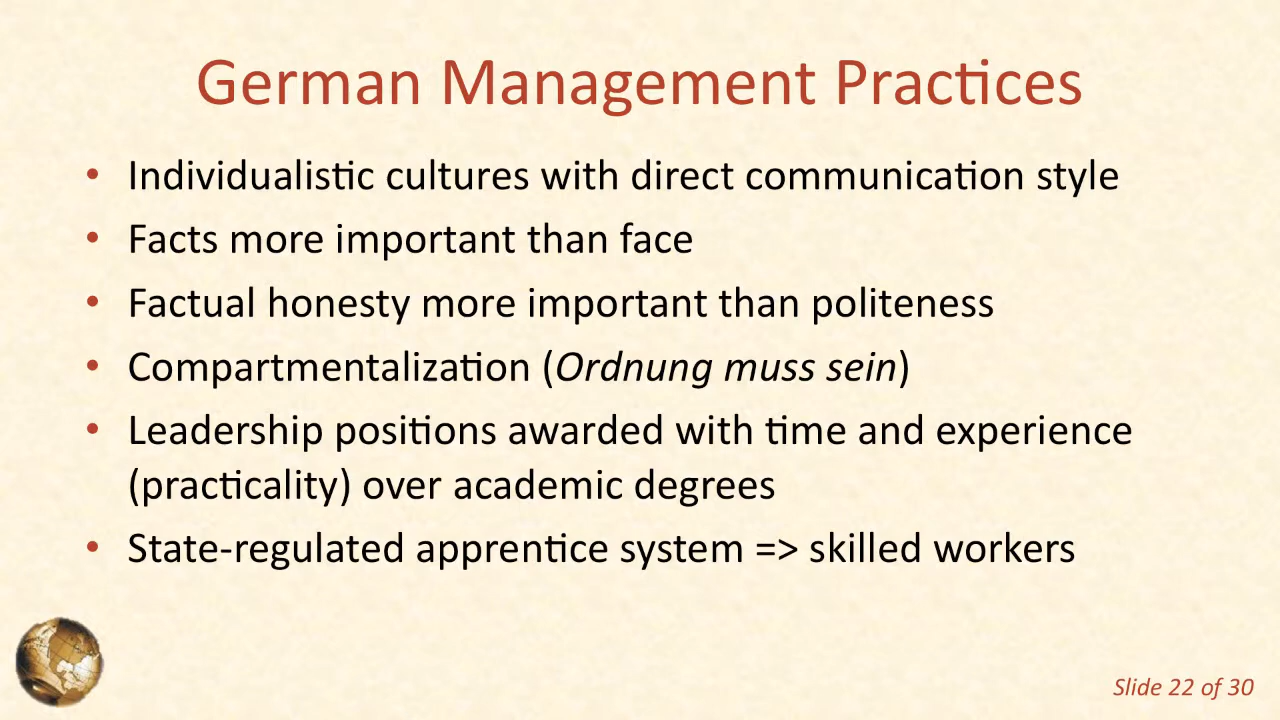 German Management Practices
• Individualistic cultures with direct communication style
• Facts more important than face
• Factual honesty more important than politeness
• Compartmentalization (Ordnung muss sein)
• Leadership positions awarded with time and experience
(practicality) over academic degrees
• State-regulated apprentice system => skilled workers
Slide 22 of 30